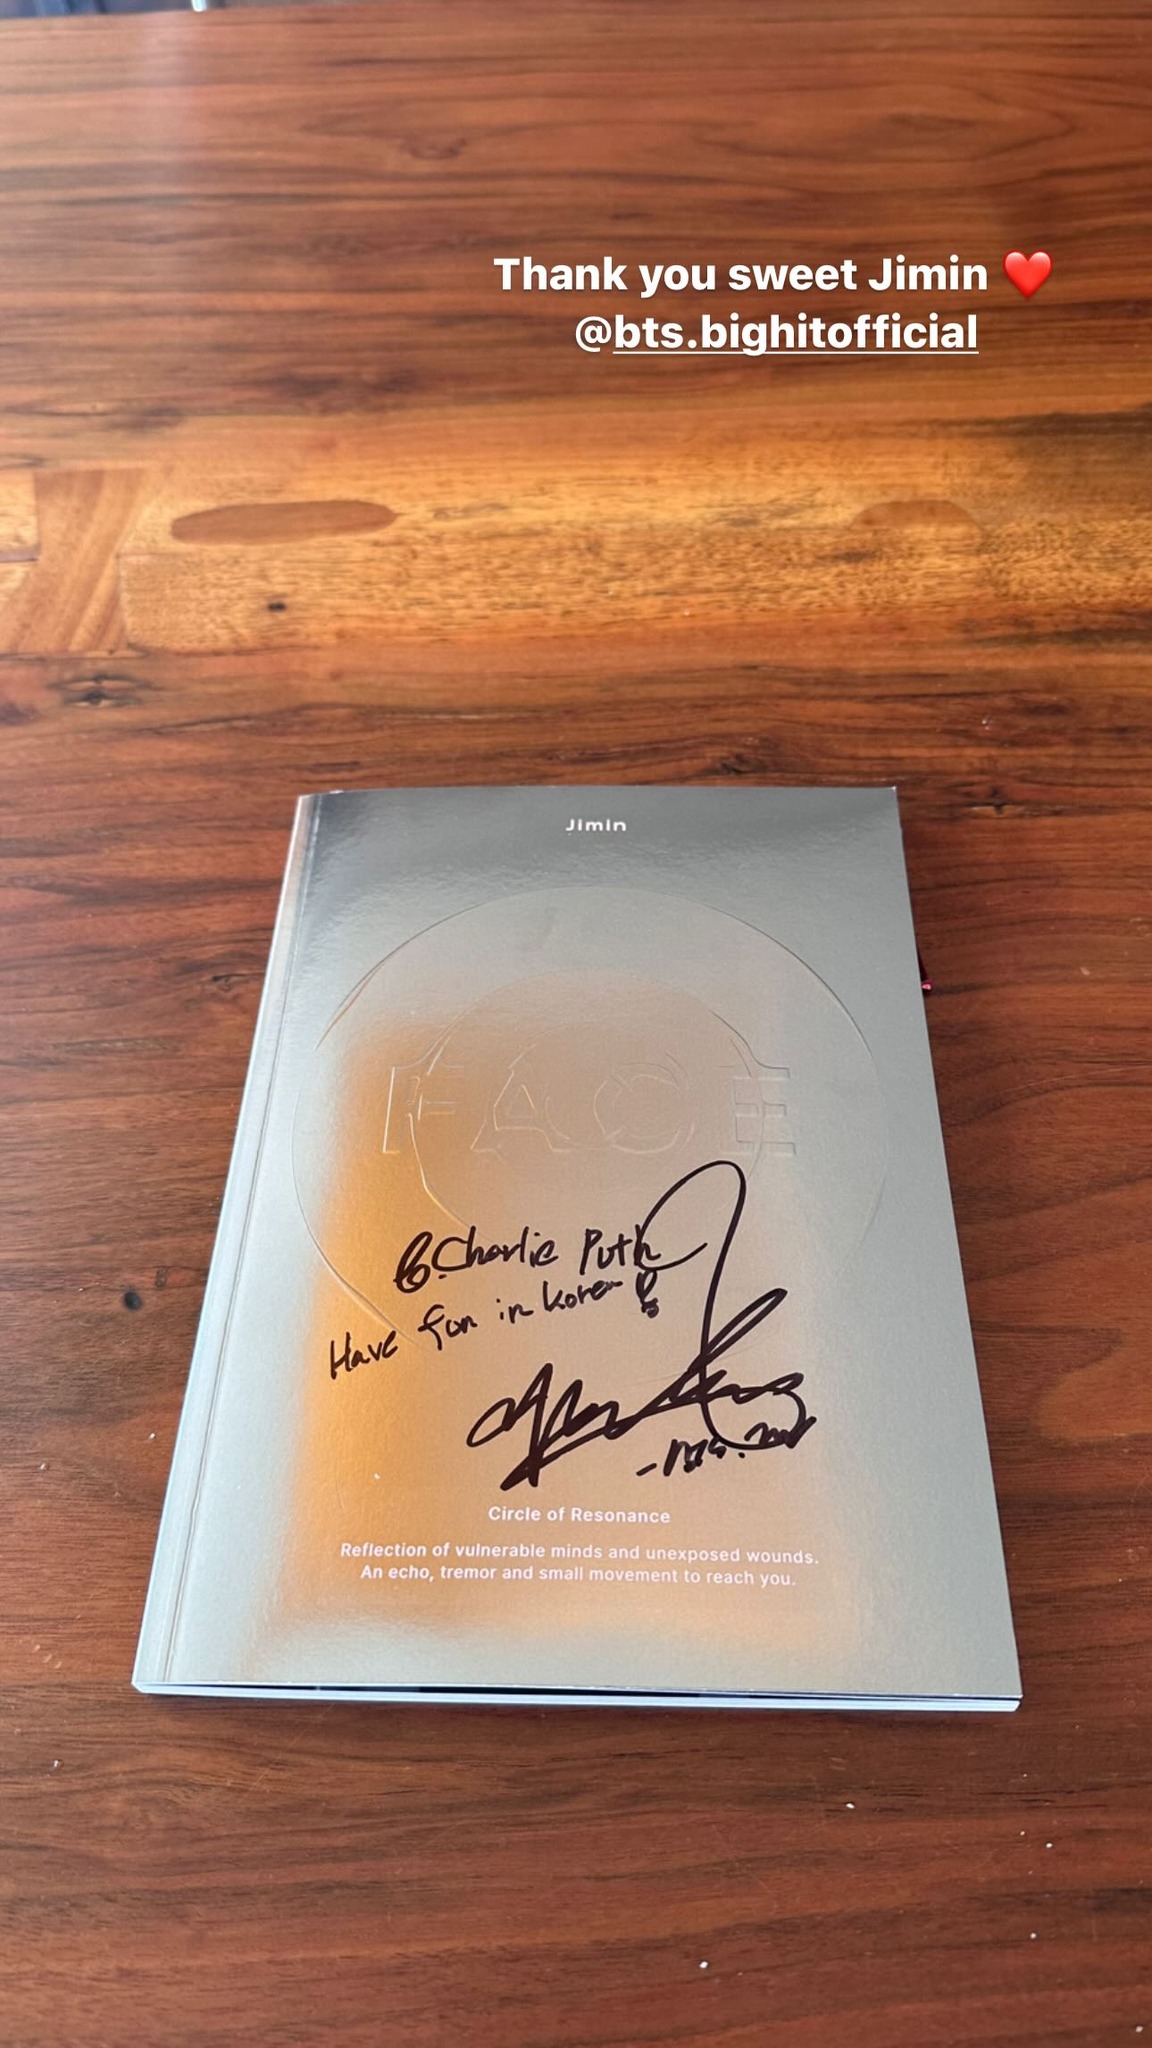 Thank you sweet Jimin ❤️
@bts.bighitofficial
Jimin
FACE
Charlie Puth
Have fun in Korea
Circle of Resonance
Reflection of vulnerable minds and unexposed wounds.
An echo, tremor and small movement to reach you.